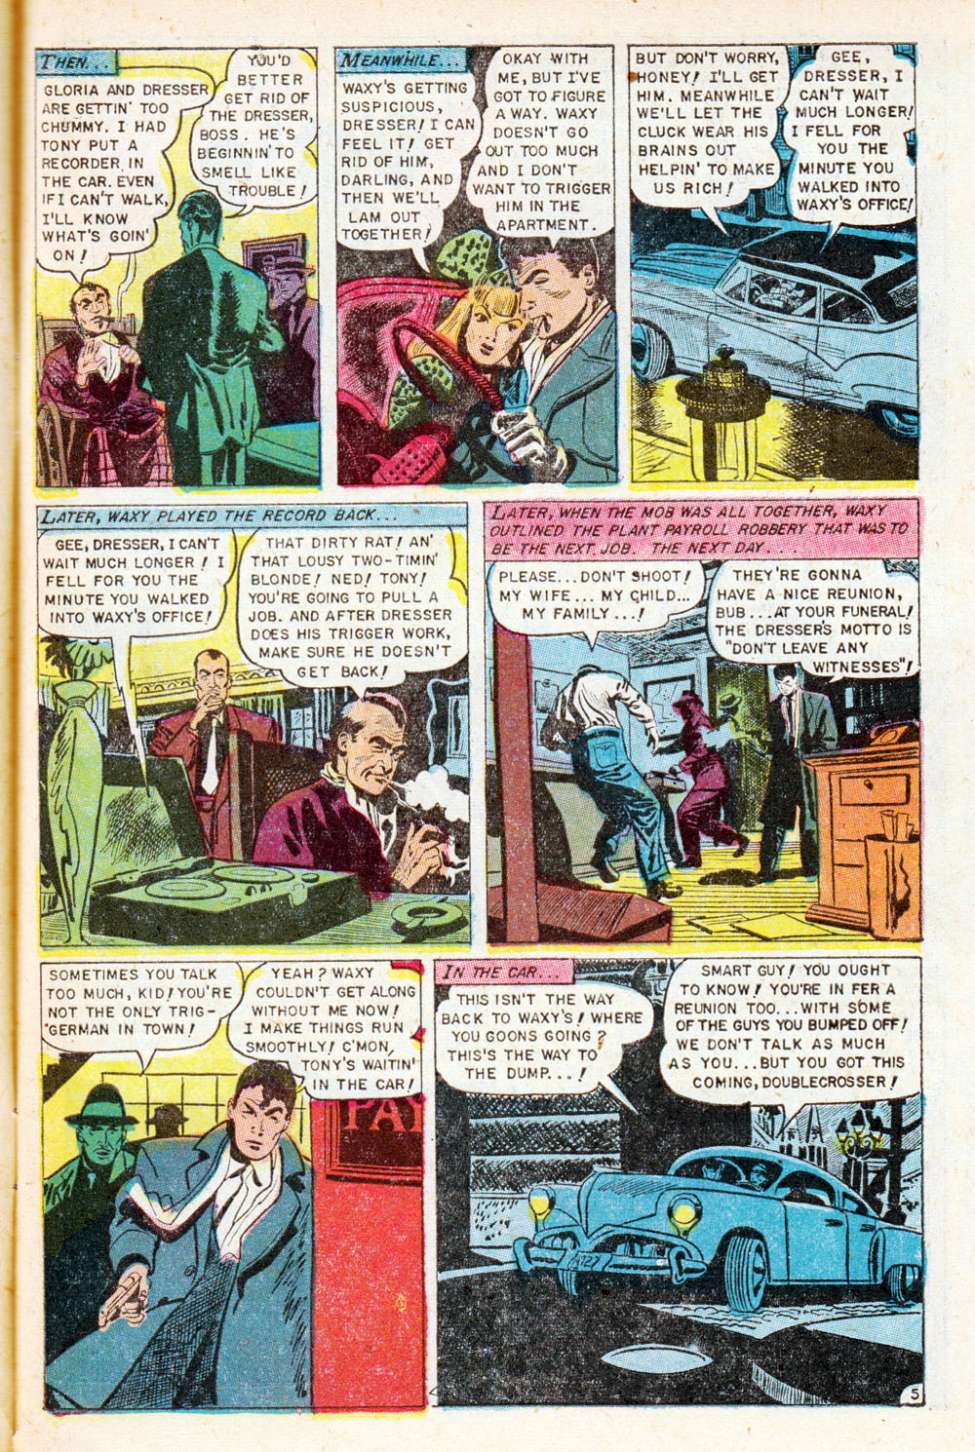 THEN...
GLORIA AND DRESSER
ARE GETTIN' TOO
CHUMMY. I HAD
TONY PUT A
RECORDER IN
THE CAR. EVEN
IF I CAN'T WALK,
I'LL KNOW
WHAT'S GOIN'
ON!
YOU'D
BETTER
GET RID OF
THE DRESSER,
BOSS. HE'S
BEGINNIN' TO
SMELL LIKE
TROUBLE!
MEANWHILE...
WAXY'S GETTING
SUSPICIOUS,
DRESSER! I CAN
FEEL IT! GET
RID OF HIM,
DARLING, AND
THEN WE'LL
LAM OUT
TOGETHER!
OKAY WITH
ME, BUT I'VE
GOT TO FIGURE
A WAY. WAXY
DOESN'T GO
OUT TOO MUCH
AND I DON'T
WANT TO TRIGGER
HIM IN THE
APARTMENT.
BUT DON'T WORRY,
HONEY! I'LL GET
HIM. MEANWHILE
WE'LL LET THE
CLUCK WEAR HIS
BRAINS OUT
HELPIN' TO MAKE
US RICH!
GEE,
DRESSER, I
CAN'T WAIT
MUCH LONGER!
I FELL FOR
YOU THE
MINUTE YOU
WALKED INTO
WAXY'S OFFICE!
LATER, WAXY PLAYED THE RECORD BACK...
GEE, DRESSER, I CAN'T
WAIT MUCH LONGER! I
FELL FOR YOU THE
MINUTE YOU WALKED
INTO WAXY'S OFFICE!
THAT DIRTY RAT! AN'
THAT LOUSY TWO-TIMIN'
BLONDE! NED! TONY!
YOU'RE GOING TO PULL A
JOB. AND AFTER DRESSER
DOES HIS TRIGGER WORK,
MAKE SURE HE DOESN'T
GET BACK!
LATER, WHEN THE MOB WAS ALL TOGETHER, WAXY
OUTLINED THE PLANT PAYROLL ROBBERY THAT WAS TO
BE THE NEXT JOB. THE NEXT DAY...
PLEASE...DON'T SHOOT!
MY WIFE... MY CHILD...
MY FAMILY...!
THEY'RE GONNA
HAVE A NICE REUNION,
BUB...AT YOUR FUNERAL!
THE DRESSER'S MOTTO IS
"DON'T LEAVE ANY
WITNESSES"!
SOMETIMES YOU TALK
TOO MUCH, KID! YOU'RE
NOT THE ONLY TRIG-
GERMAN IN TOWN!
YEAH? WAXY
COULDN'T GET ALONG
WITHOUT ME NOW!
I MAKE THINGS RUN
SMOOTHLY! C'MON,
TONY'S WAITIN'
IN THE CAR!
PAY
IN THE CAR...
THIS ISN'T THE WAY
BACK TO WAXY'S! WHERE
YOU GOONS GOING?
THIS'S THE WAY TO
THE DUMP...!
SMART GUY! YOU OUGHT
TO KNOW! YOU'RE IN FER A
REUNION TOO...WITH SOME
OF THE GUYS YOU BUMPED OFF!
WE DON'T TALK AS MUCH
AS YOU...BUT YOU GOT THIS
COMING, DOUBLECROSSER!
5